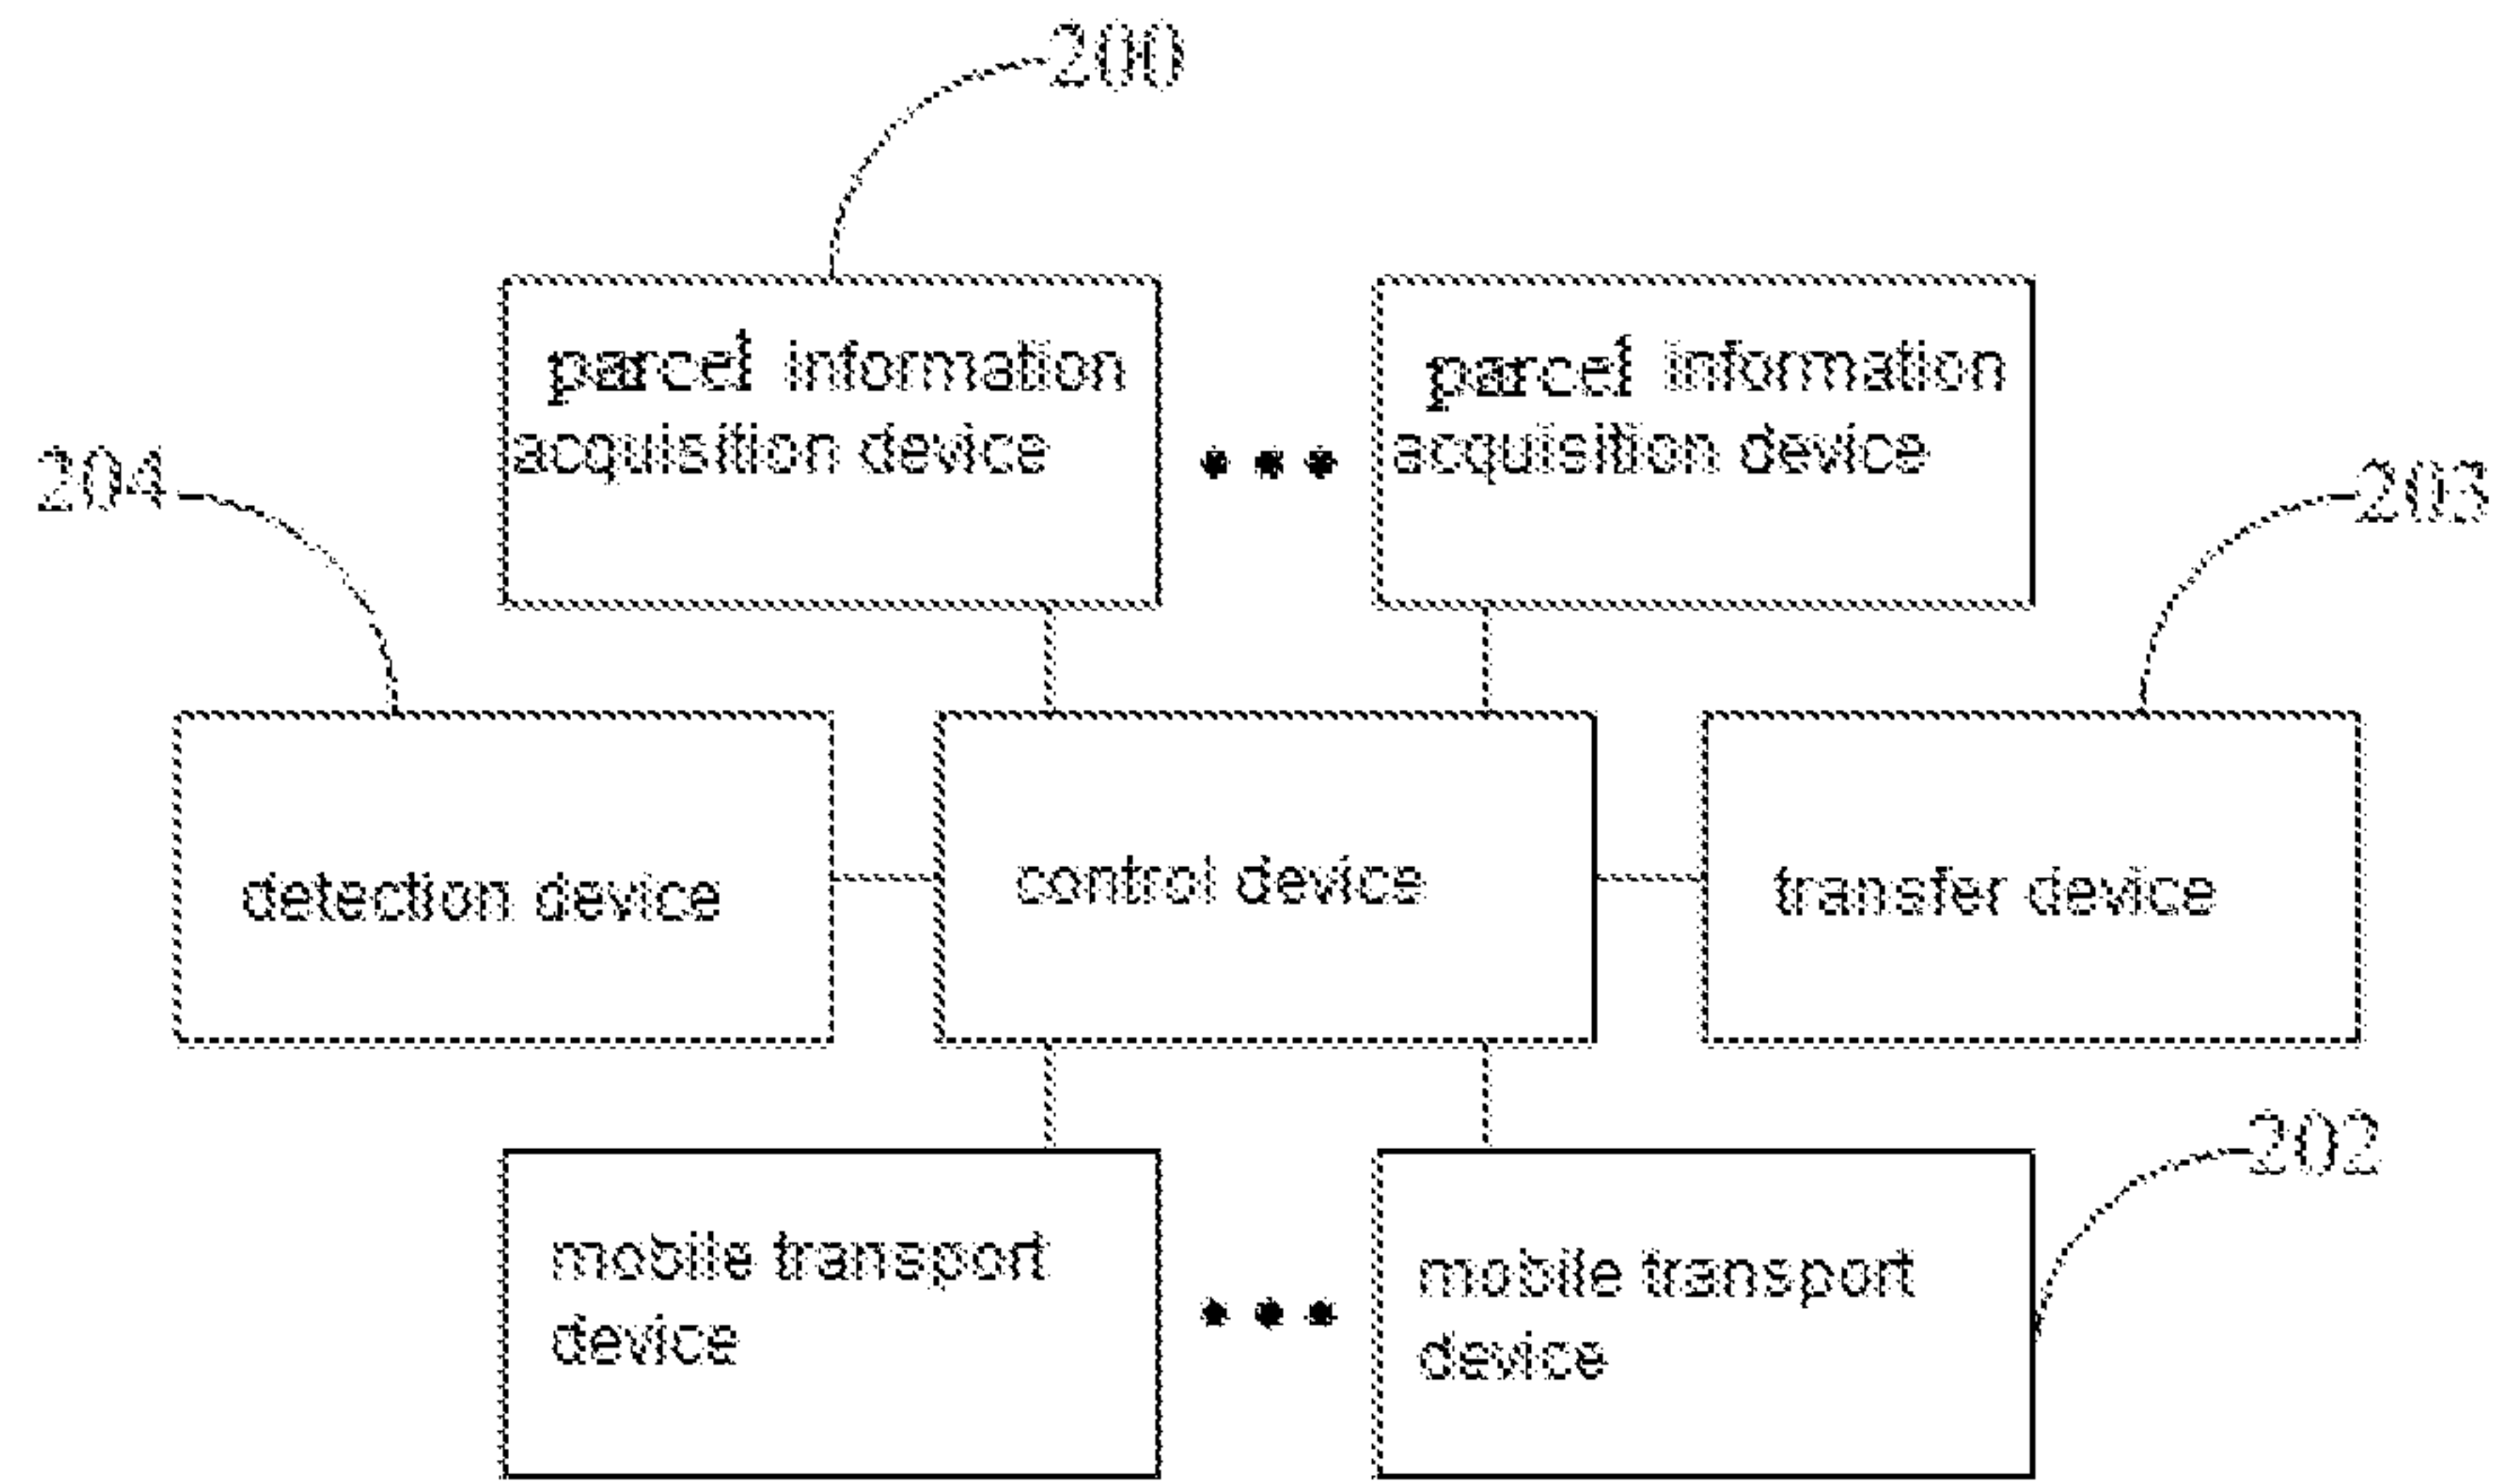 200
parcel information
acquisition device
parcel information
acquisition device
204
203
detection device
control device
transfer device
202
mobile transport
device
mobile transport
device